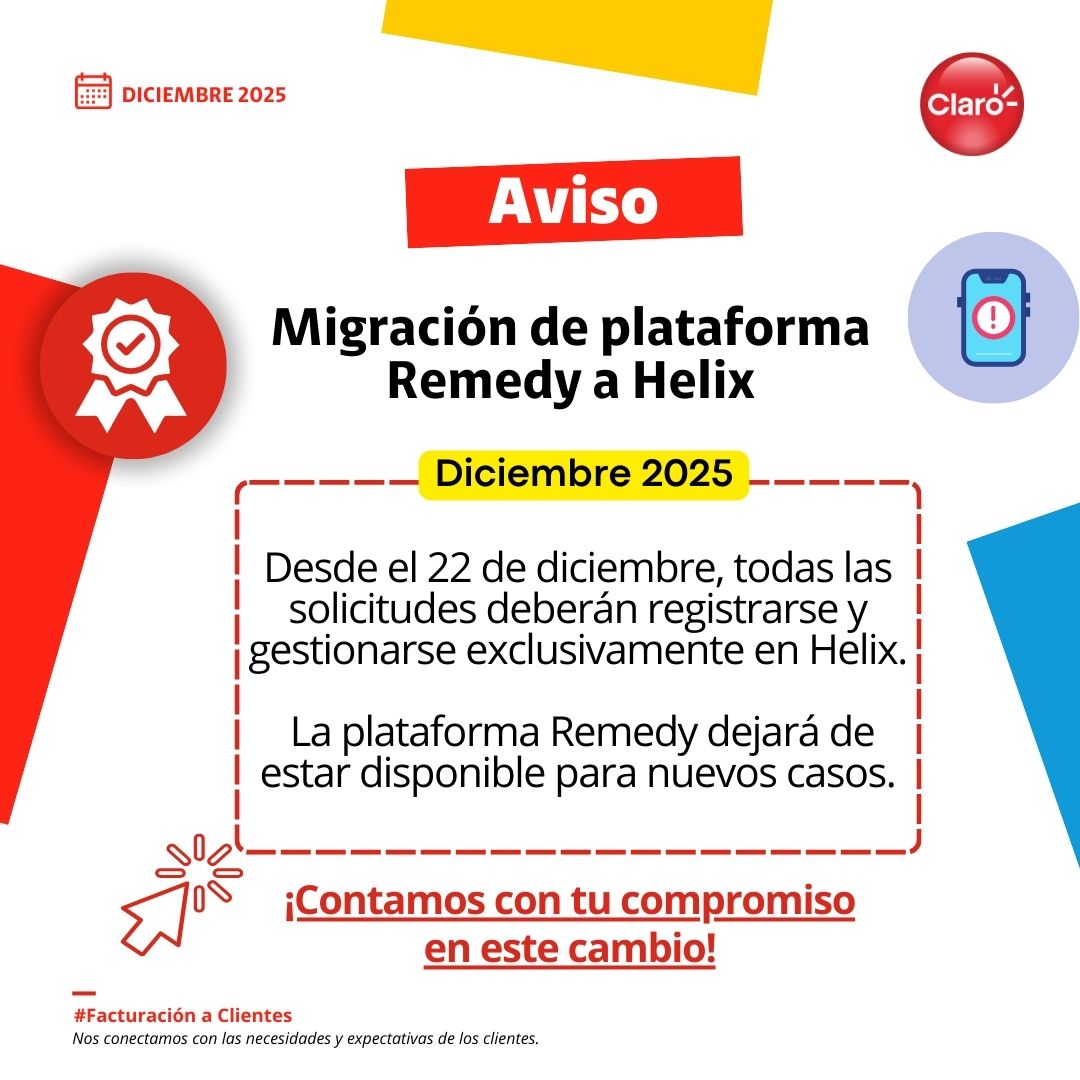 DICIEMBRE 2025
Claro
Aviso
Migración de plataforma
Remedy a Helix
Diciembre 2025
Desde el 22 de diciembre, todas las
solicitudes deberán registrarse y
gestionarse exclusivamente en Helix.
La plataforma Remedy dejará de
estar disponible para nuevos casos.
¡Contamos con tu compromiso
en este cambio!
#Facturación a Clientes
Nos conectamos con las necesidades y expectativas de los clientes.